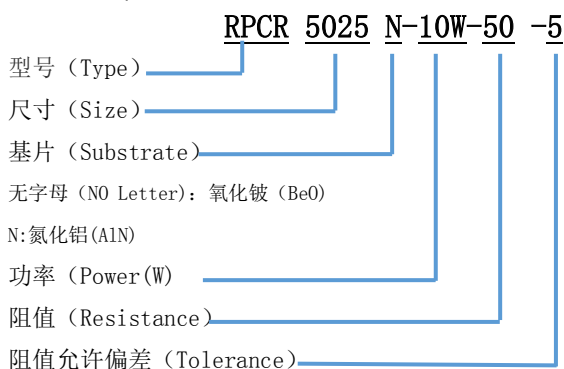 RPCR 5025 N-10W-50 -5
型号（Type）
尺寸（Size）
基片（Substrate）
无字母（NO Letter）：氧化铍（BeO）
N:氮化铝(AlN)
功率（Power(W)
阻值（Resistance）
阻值允许偏差（Tolerance）